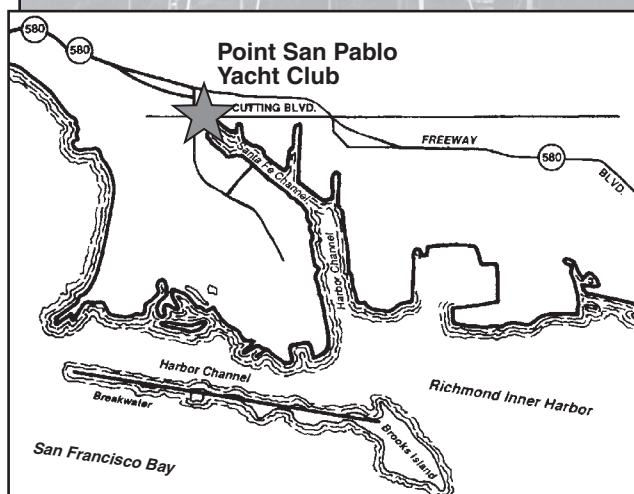 580
580
Point San Pablo
Yacht Club
CUTTING BLVD.
FREEWAY
580
BLVD.
Santa Fe Channel
Harbor Channel
Harbor Channel
Breakwater
Richmond Inner Harbor
Brooks Island
San Francisco Bay